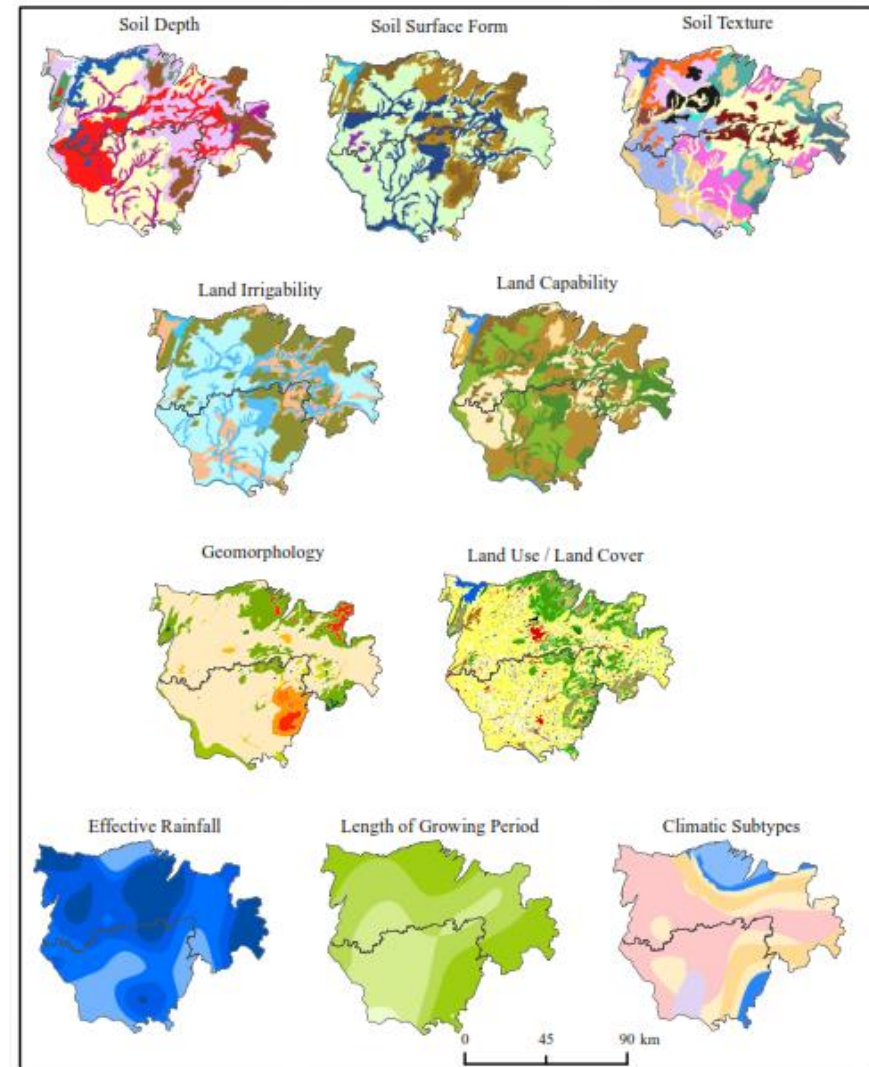 Soil Depth
Soil Surface Form
Soil Texture
Land Irrigability
Land Capability
Geomorphology
Land Use / Land Cover
Effective Rainfall
Length of Growing Period
Climatic Subtypes
0 45 90 km